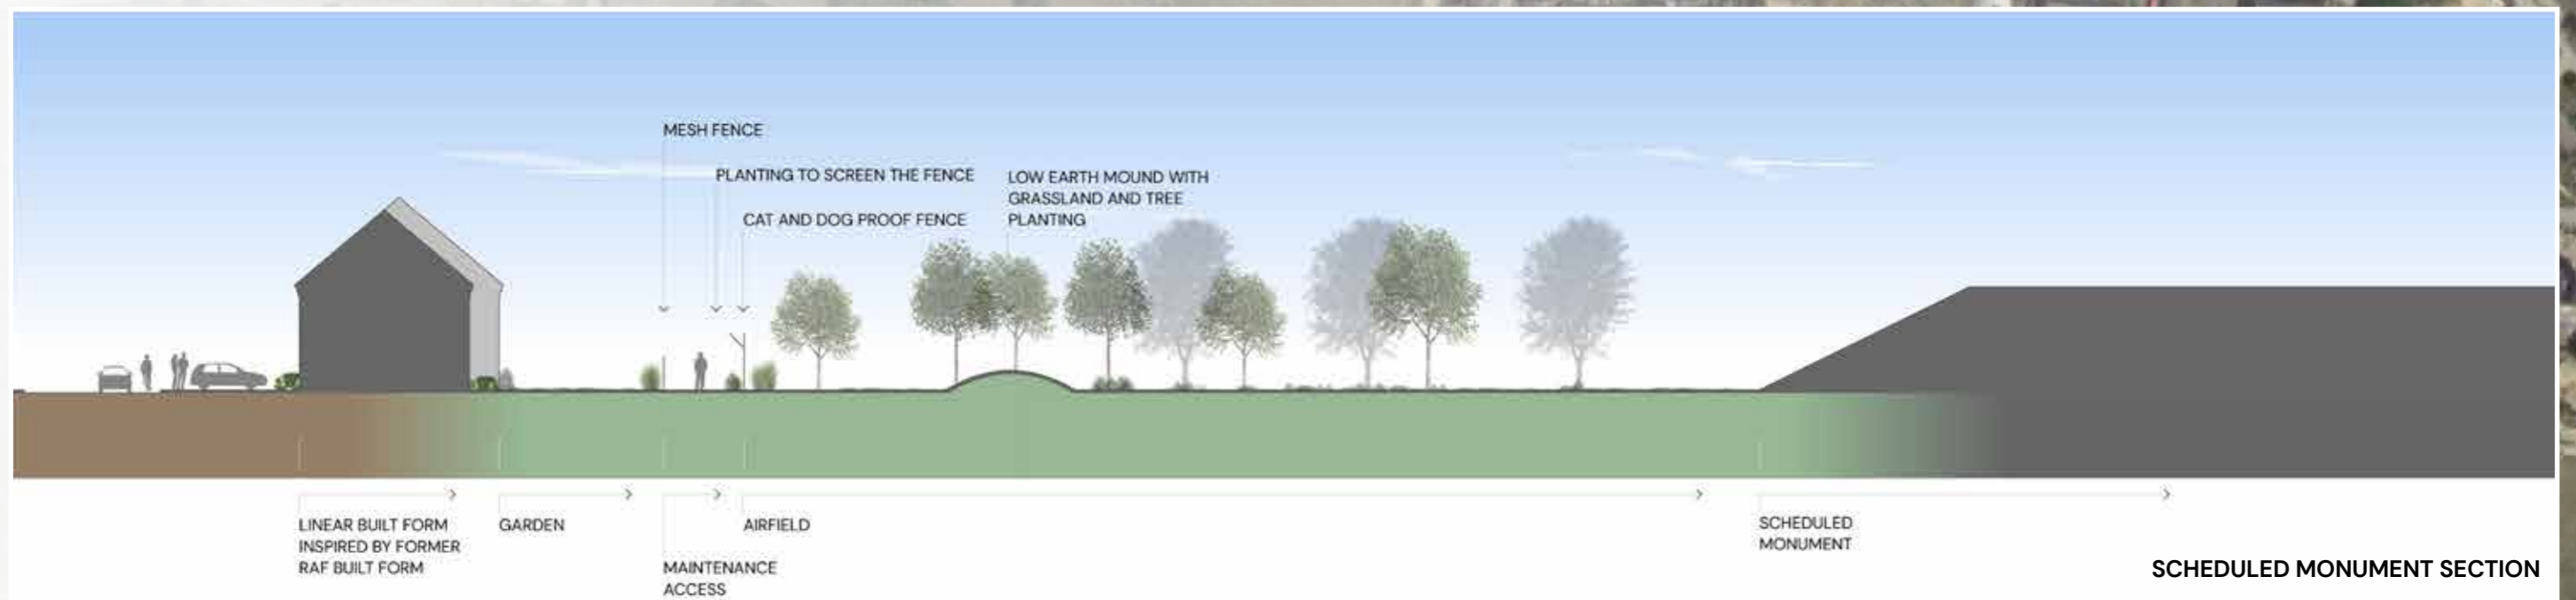 MESH FENCE
PLANTING TO SCREEN THE FENCE
CAT AND DOG PROOF FENCE
LOW EARTH MOUND WITH
GRASSLAND AND TREE
PLANTING
LINEAR BUILT FORM
INSPIRED BY FORMER
RAF BUILT FORM
GARDEN
MAINTENANCE
ACCESS
AIRFIELD
SCHEDULED
MONUMENT
SCHEDULED MONUMENT SECTION